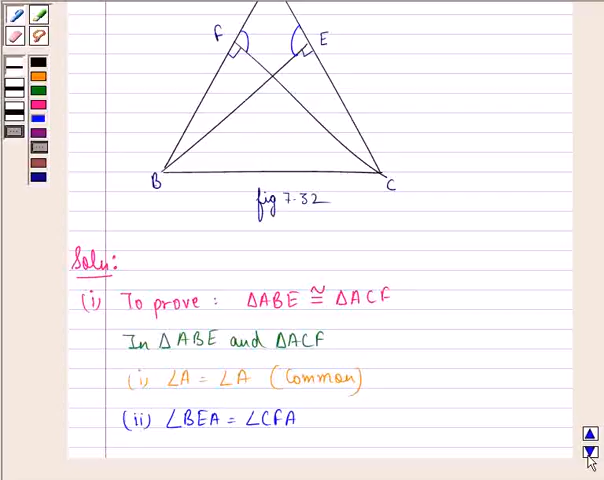 F E
B C
fig 7.32
Soln:
(i) To prove : ΔABE ≅ ΔACF
In ΔABE and ΔACF
(i) ∠A = ∠A (Common)
(ii) ∠BEA = ∠CFA